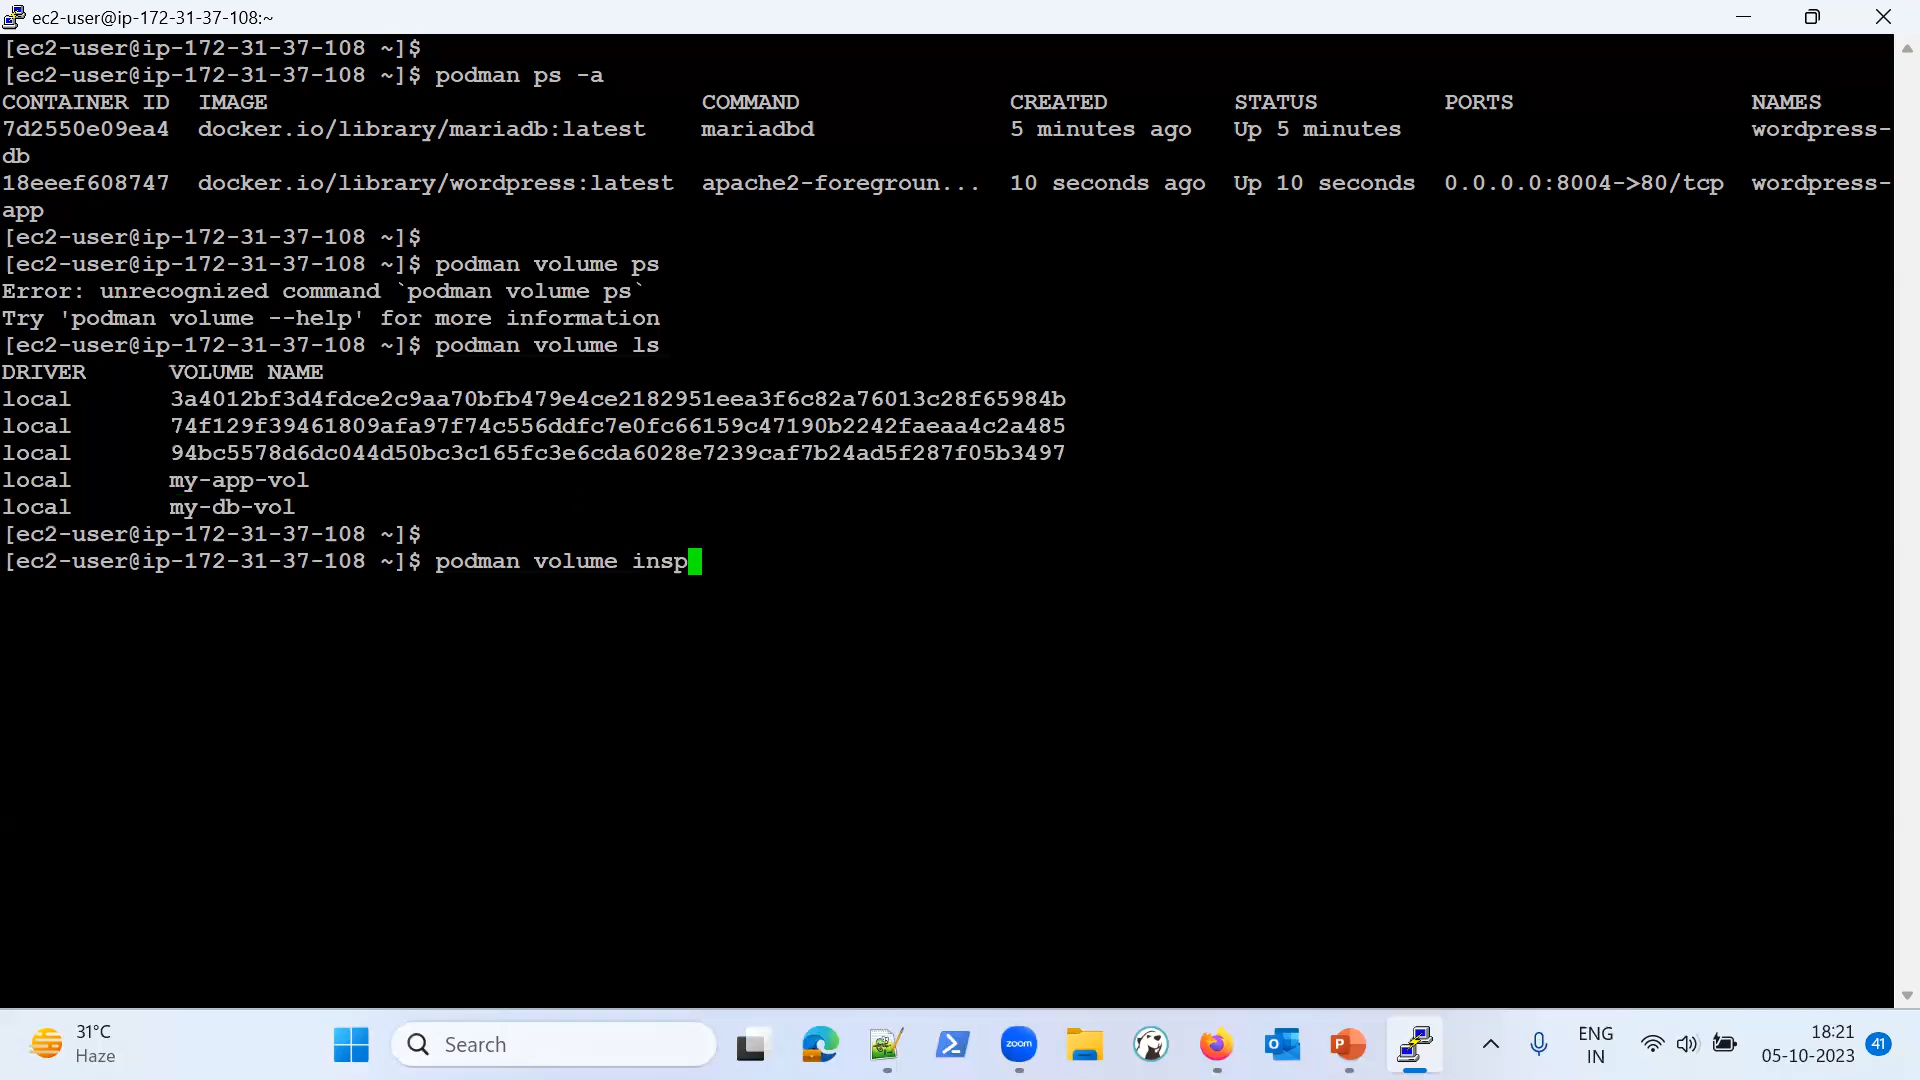 ec2-user@ip-172-31-37-108:~
[ec2-user@ip-172-31-37-108 ~]$
[ec2-user@ip-172-31-37-108 ~]$ podman ps -a
CONTAINER ID  IMAGE                               COMMAND               CREATED         STATUS         PORTS                 NAMES
7d2550e09ea4  docker.io/library/mariadb:latest    mariadbd              5 minutes ago   Up 5 minutes                         wordpress-
db
18eeef608747  docker.io/library/wordpress:latest  apache2-foregroun...  10 seconds ago  Up 10 seconds  0.0.0.0:8004->80/tcp  wordpress-
app
[ec2-user@ip-172-31-37-108 ~]$
[ec2-user@ip-172-31-37-108 ~]$ podman volume ps
Error: unrecognized command `podman volume ps`
Try 'podman volume --help' for more information
[ec2-user@ip-172-31-37-108 ~]$ podman volume ls
DRIVER      VOLUME NAME
local       3a4012bf3d4fdce2c9aa70bfb479e4ce2182951eea3f6c82a76013c28f65984b
local       74f129f39461809afa97f74c556ddfc7e0fc66159c47190b2242faeaa4c2a485
local       94bc5578d6dc044d50bc3c165fc3e6cda6028e7239caf7b24ad5f287f05b3497
local       my-app-vol
local       my-db-vol
[ec2-user@ip-172-31-37-108 ~]$
[ec2-user@ip-172-31-37-108 ~]$ podman volume insp
31°C
Haze
Search
zoom
ENG
IN
18:21
05-10-2023
41